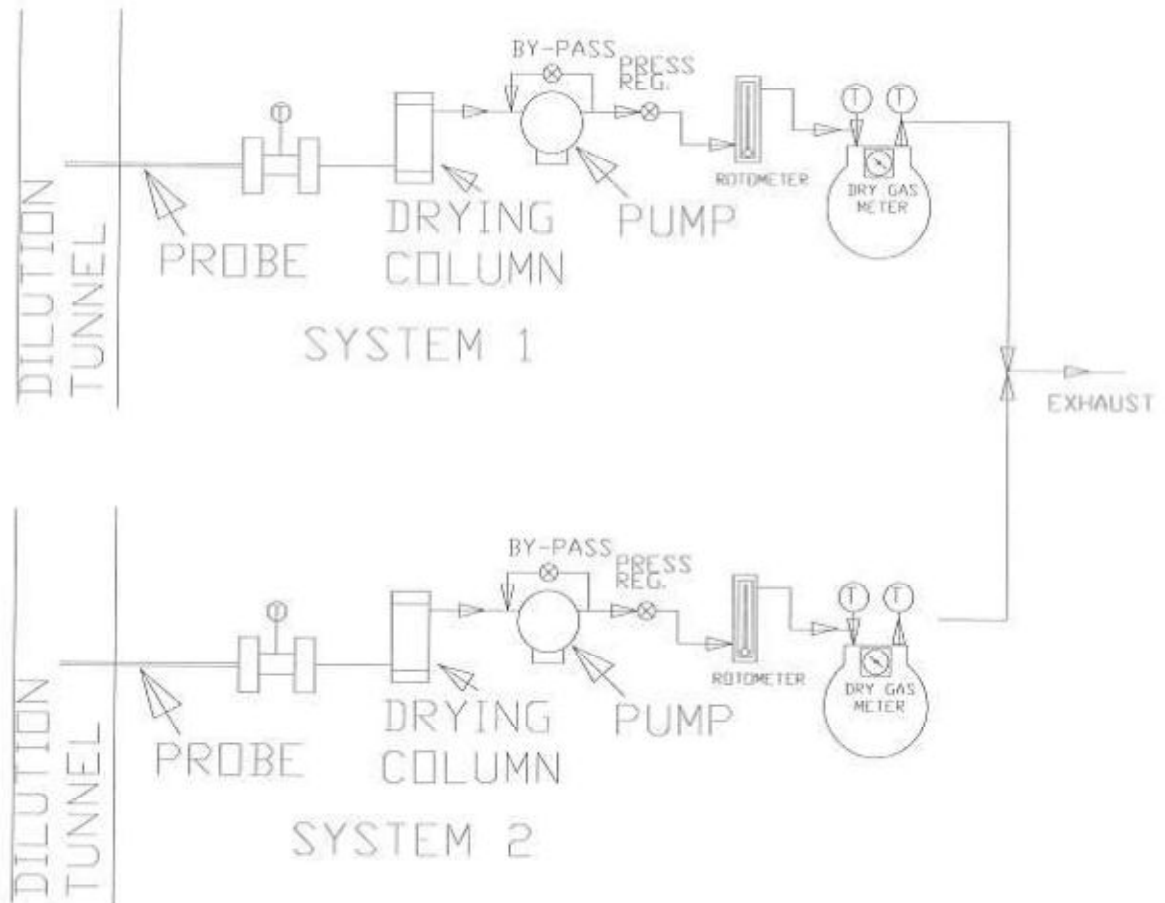 BY-PASS
PRESS
REG.
T
T
T
ROTOMETER
DRY GAS
METER
DRYING
COLUMN
PUMP
PROBE
DILUTION
TUNNEL
SYSTEM 1
EXHAUST
BY-PASS
PRESS
REG.
T
T
T
ROTOMETER
DRY GAS
METER
DRYING
COLUMN
PUMP
PROBE
DILUTION
TUNNEL
SYSTEM 2